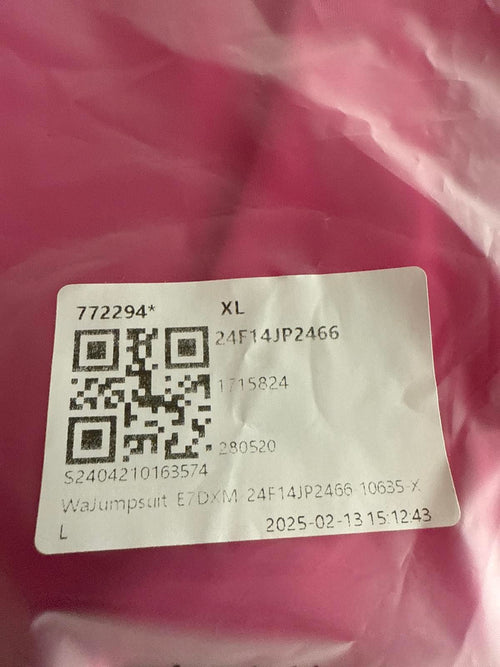 772294* XL
24F14JP2466
1715824
280520
S2404210163574
WaJumpsuit E7DXM-24F14JP2466-10635-X
L 2025-02-13 15:12:43